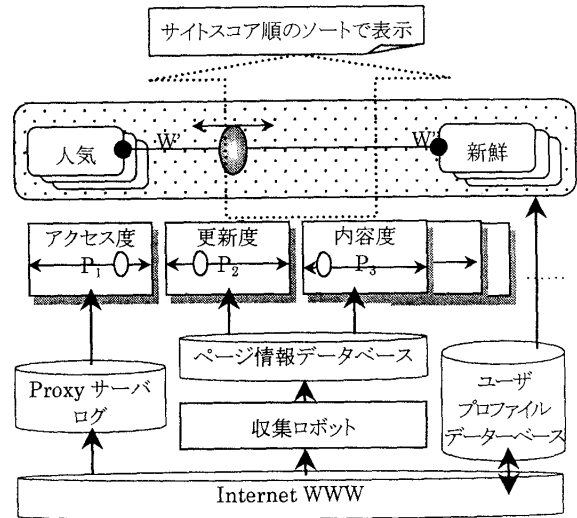 サイトスコア順のソートで表示
人気
W'
W'
新鮮
アクセス度
P1
更新度
P2
内容度
P3
ページ情報データベース
Proxy サーバ
ログ
収集ロボット
ユーザ
プロファイル
データーベース
Internet WWW